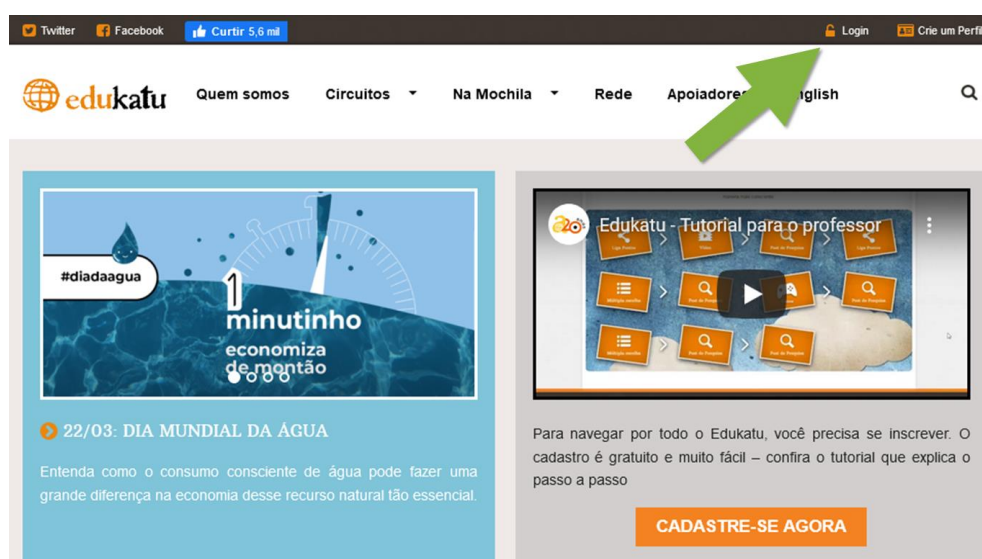 Twitter Facebook Curtir 5,6 mil Login Crie um Perfil
edukatu Quem somos Circuitos Na Mochila Rede Apoiadores
#diadaagua
1
minutinho
economiza
de montão
22/03: DIA MUNDIAL DA ÁGUA
Entenda como o consumo consciente de água pode fazer uma
grande diferença na economia desse recurso natural tão essencial.
Edukatu - Tutorial para o professor
Para navegar por todo o Edukatu, você precisa se inscrever. O
cadastro é gratuito e muito fácil – confira o tutorial que explica o
passo a passo
CADASTRE-SE AGORA